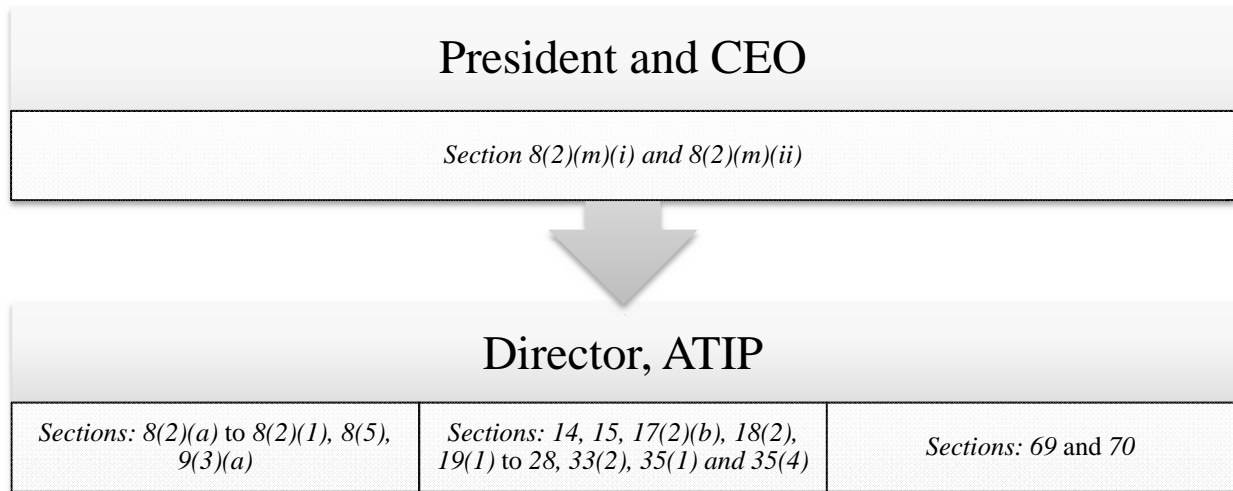 President and CEO
Section 8(2)(m)(i) and 8(2)(m)(ii)
Director, ATIP
Sections: 8(2)(a) to 8(2)(1), 8(5),
9(3)(a)
Sections: 14, 15, 17(2)(b), 18(2),
19(1) to 28, 33(2), 35(1) and 35(4)
Sections: 69 and 70